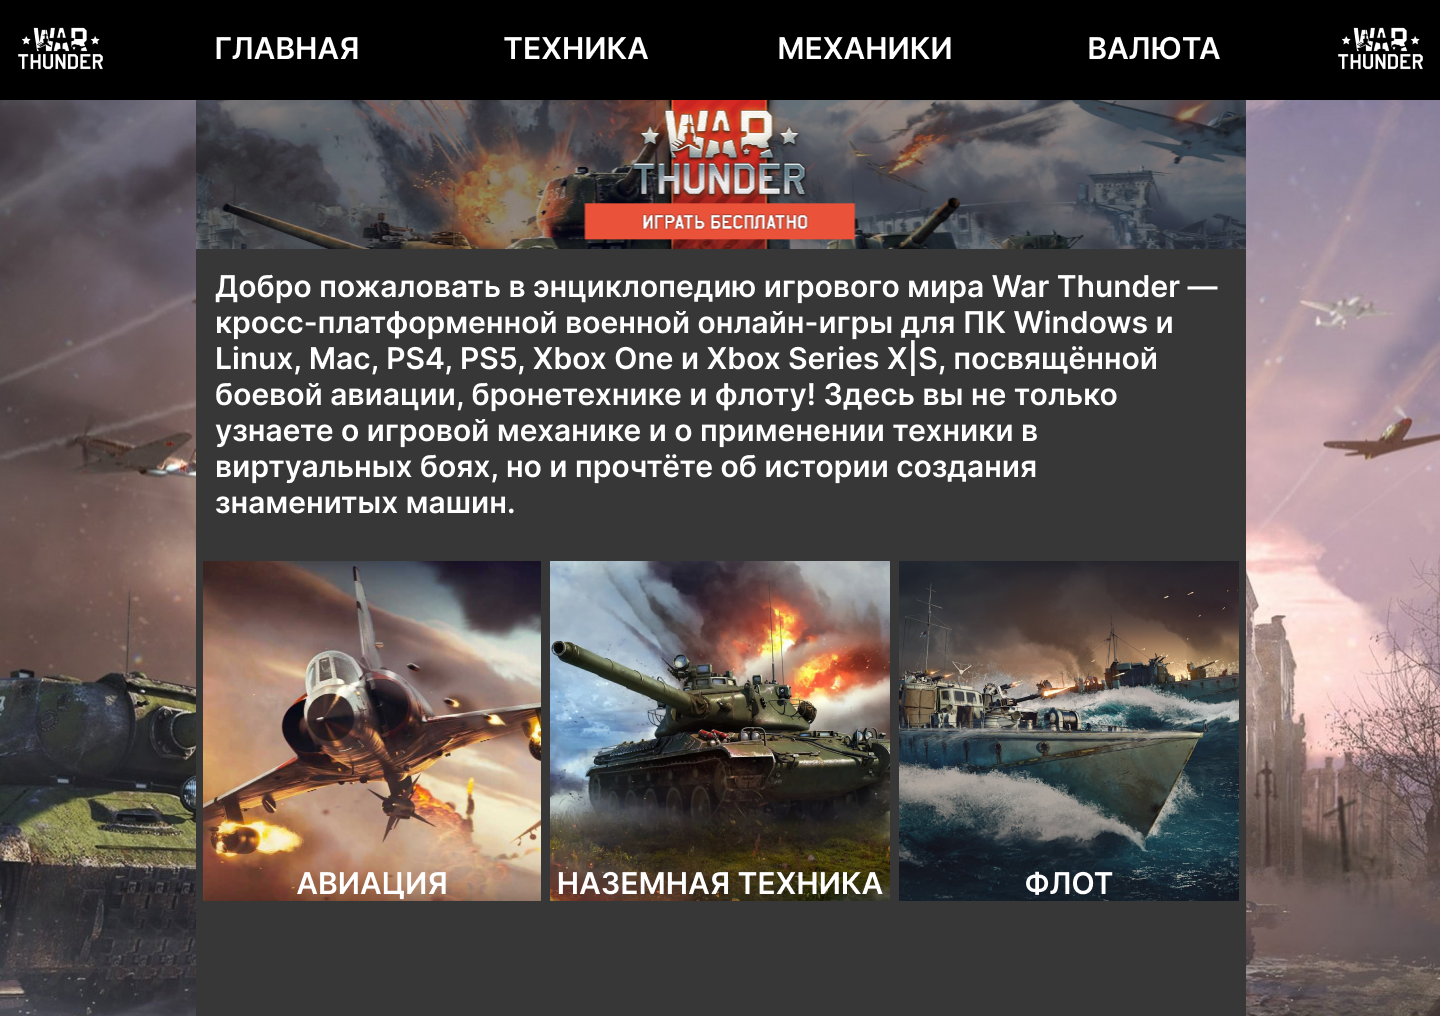 WAR
THUNDER
ГЛАВНАЯ
ТЕХНИКА
МЕХАНИКИ
ВАЛЮТА
WAR
THUNDER
WAR
THUNDER
ИГРАТЬ БЕСПЛАТНО
Добро пожаловать в энциклопедию игрового мира War Thunder —
кросс-платформенной военной онлайн-игры для ПК Windows и
Linux, Mac, PS4, PS5, Xbox One и Xbox Series X|S, посвящённой
боевой авиации, бронетехнике и флоту! Здесь вы не только
узнаете о игровой механике и о применении техники в
виртуальных боях, но и прочтёте об истории создания
знаменитых машин.
АВИАЦИЯ
НАЗЕМНАЯ ТЕХНИКА
ФЛОТ